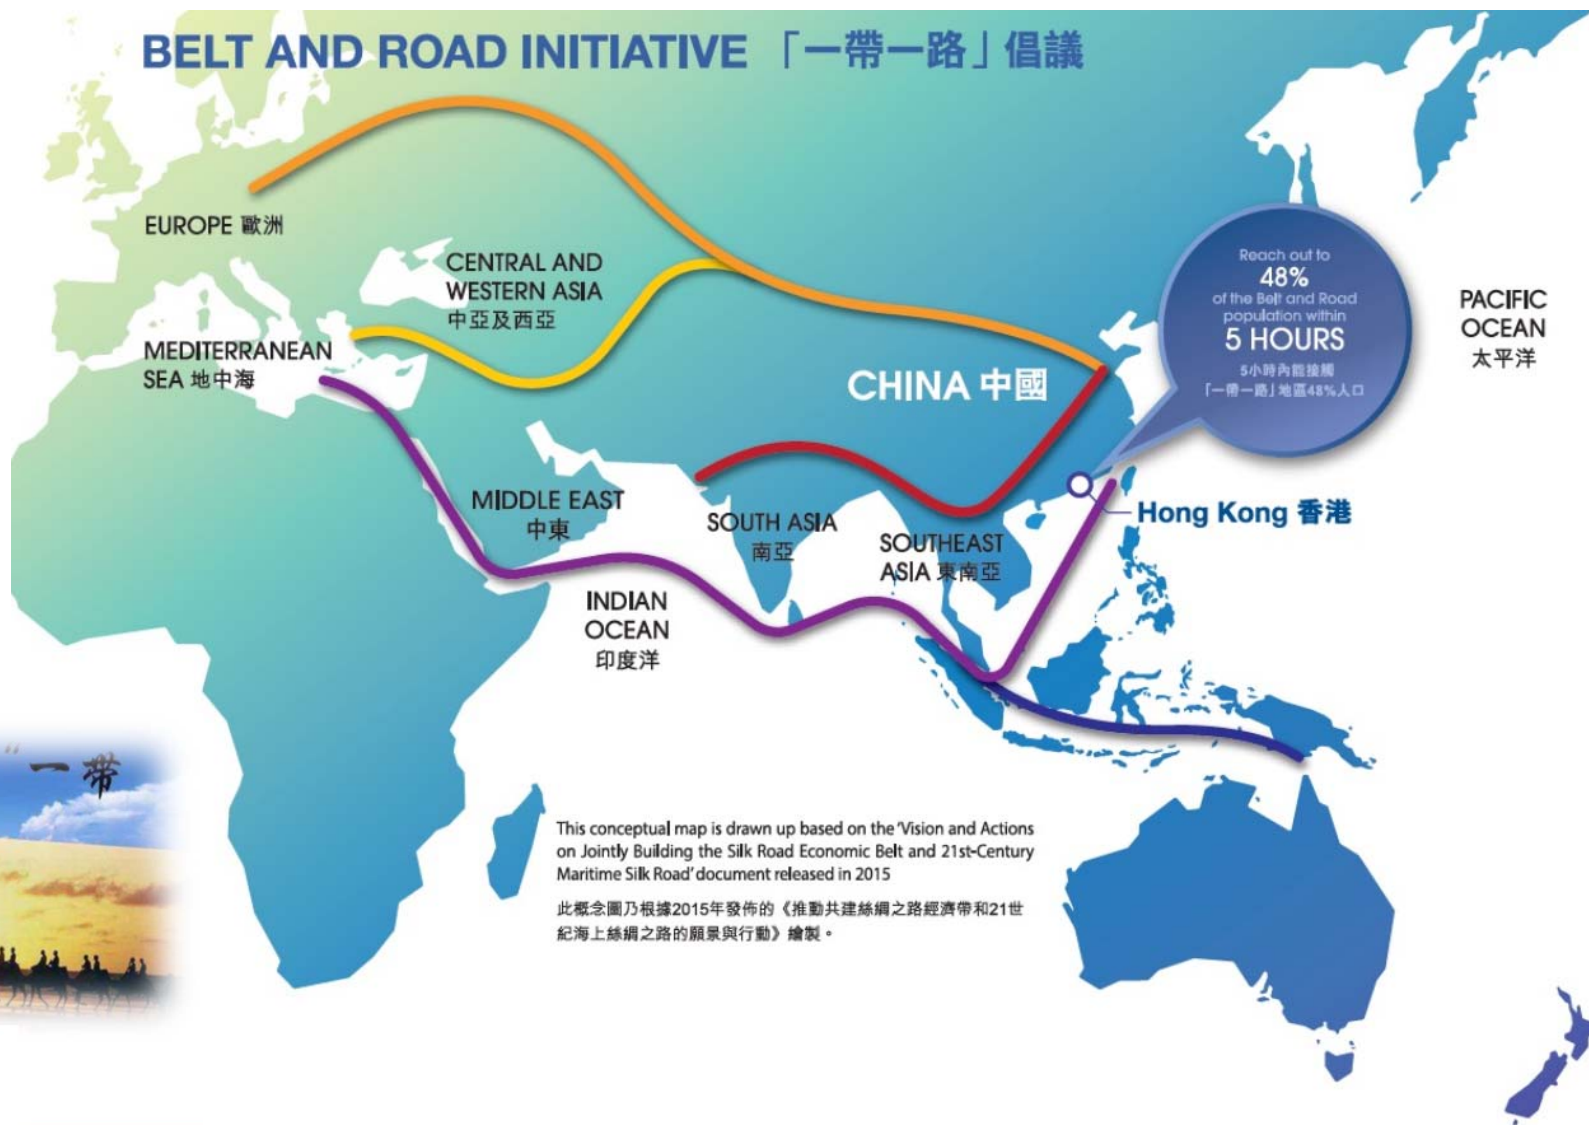 BELT AND ROAD INITIATIVE 「一帶一路」倡議
EUROPE 歐洲
CENTRAL AND
WESTERN ASIA
中亞及西亞
MEDITERRANEAN
SEA 地中海
CHINA 中國
Reach out to
48%
of the Belt and Road
population within
5 HOURS
5小時內能接觸
「一帶一路」地區48%人口
PACIFIC
OCEAN
太平洋
MIDDLE EAST
中東
SOUTH ASIA
南亞
SOUTHEAST
ASIA 東南亞
Hong Kong 香港
INDIAN
OCEAN
印度洋
“一帶
This conceptual map is drawn up based on the ‘Vision and Actions
on Jointly Building the Silk Road Economic Belt and 21st-Century
Maritime Silk Road’ document released in 2015
此概念圖乃根據2015年發佈的《推動共建絲綢之路經濟帶和21世
紀海上絲綢之路的願景與行動》繪製。